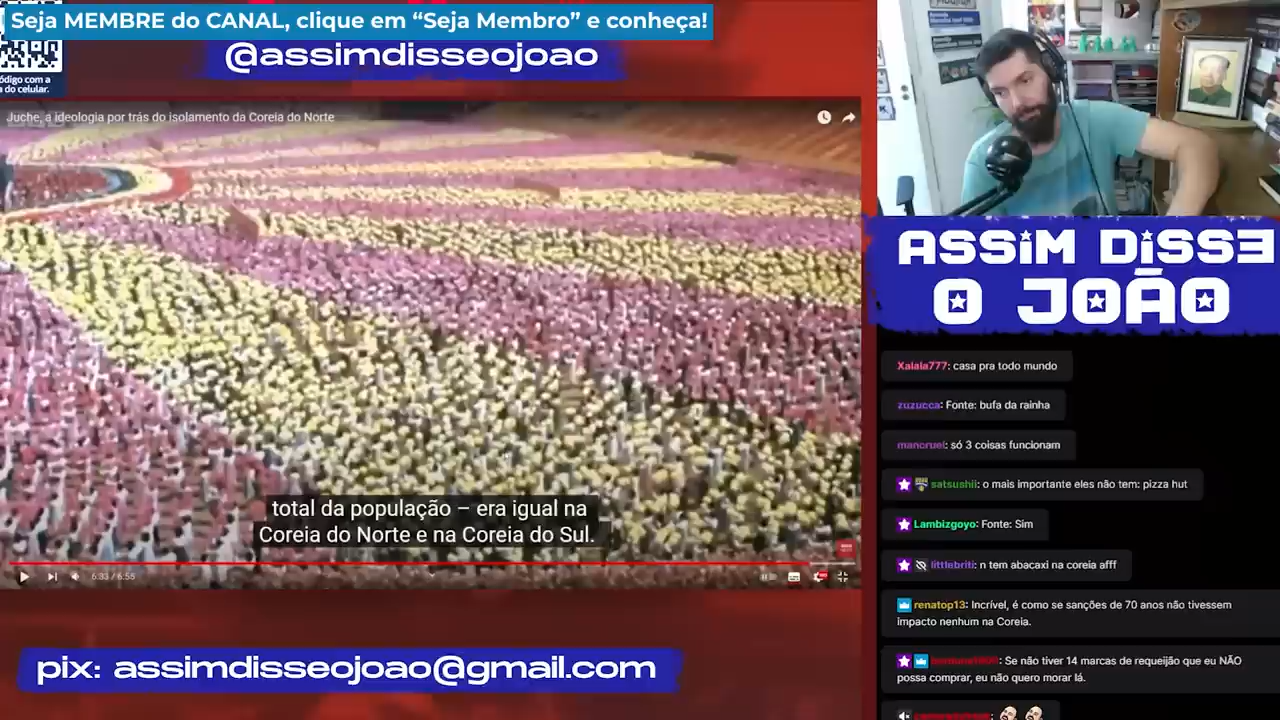 Seja MEMBRE do CANAL, clique em “Seja Membro” e conheça!
@assimdisseojoao
ódigo com a
a do celular.
Juche, a ideologia por trás do isolamento da Coreia do Norte
total da população – era igual na
Coreia do Norte e na Coreia do Sul.
6:33 / 6:55
pix: assimdisseojoao@gmail.com
ASSIM DISSE
O JOÃO
Xalala777: casa pra todo mundo
zuzucca: Fonte: bufa da rainha
mancruel: só 3 coisas funcionam
satsushii: o mais importante eles não tem: pizza hut
Lambizgoyo: Fonte: Sim
littlebriti: n tem abacaxi na coreia afff
renatop13: Incrível, é como se sanções de 70 anos não tivessem
impacto nenhum na Coreia.
: Se não tiver 14 marcas de requeijão que eu NÃO
possa comprar, eu não quero morar lá.